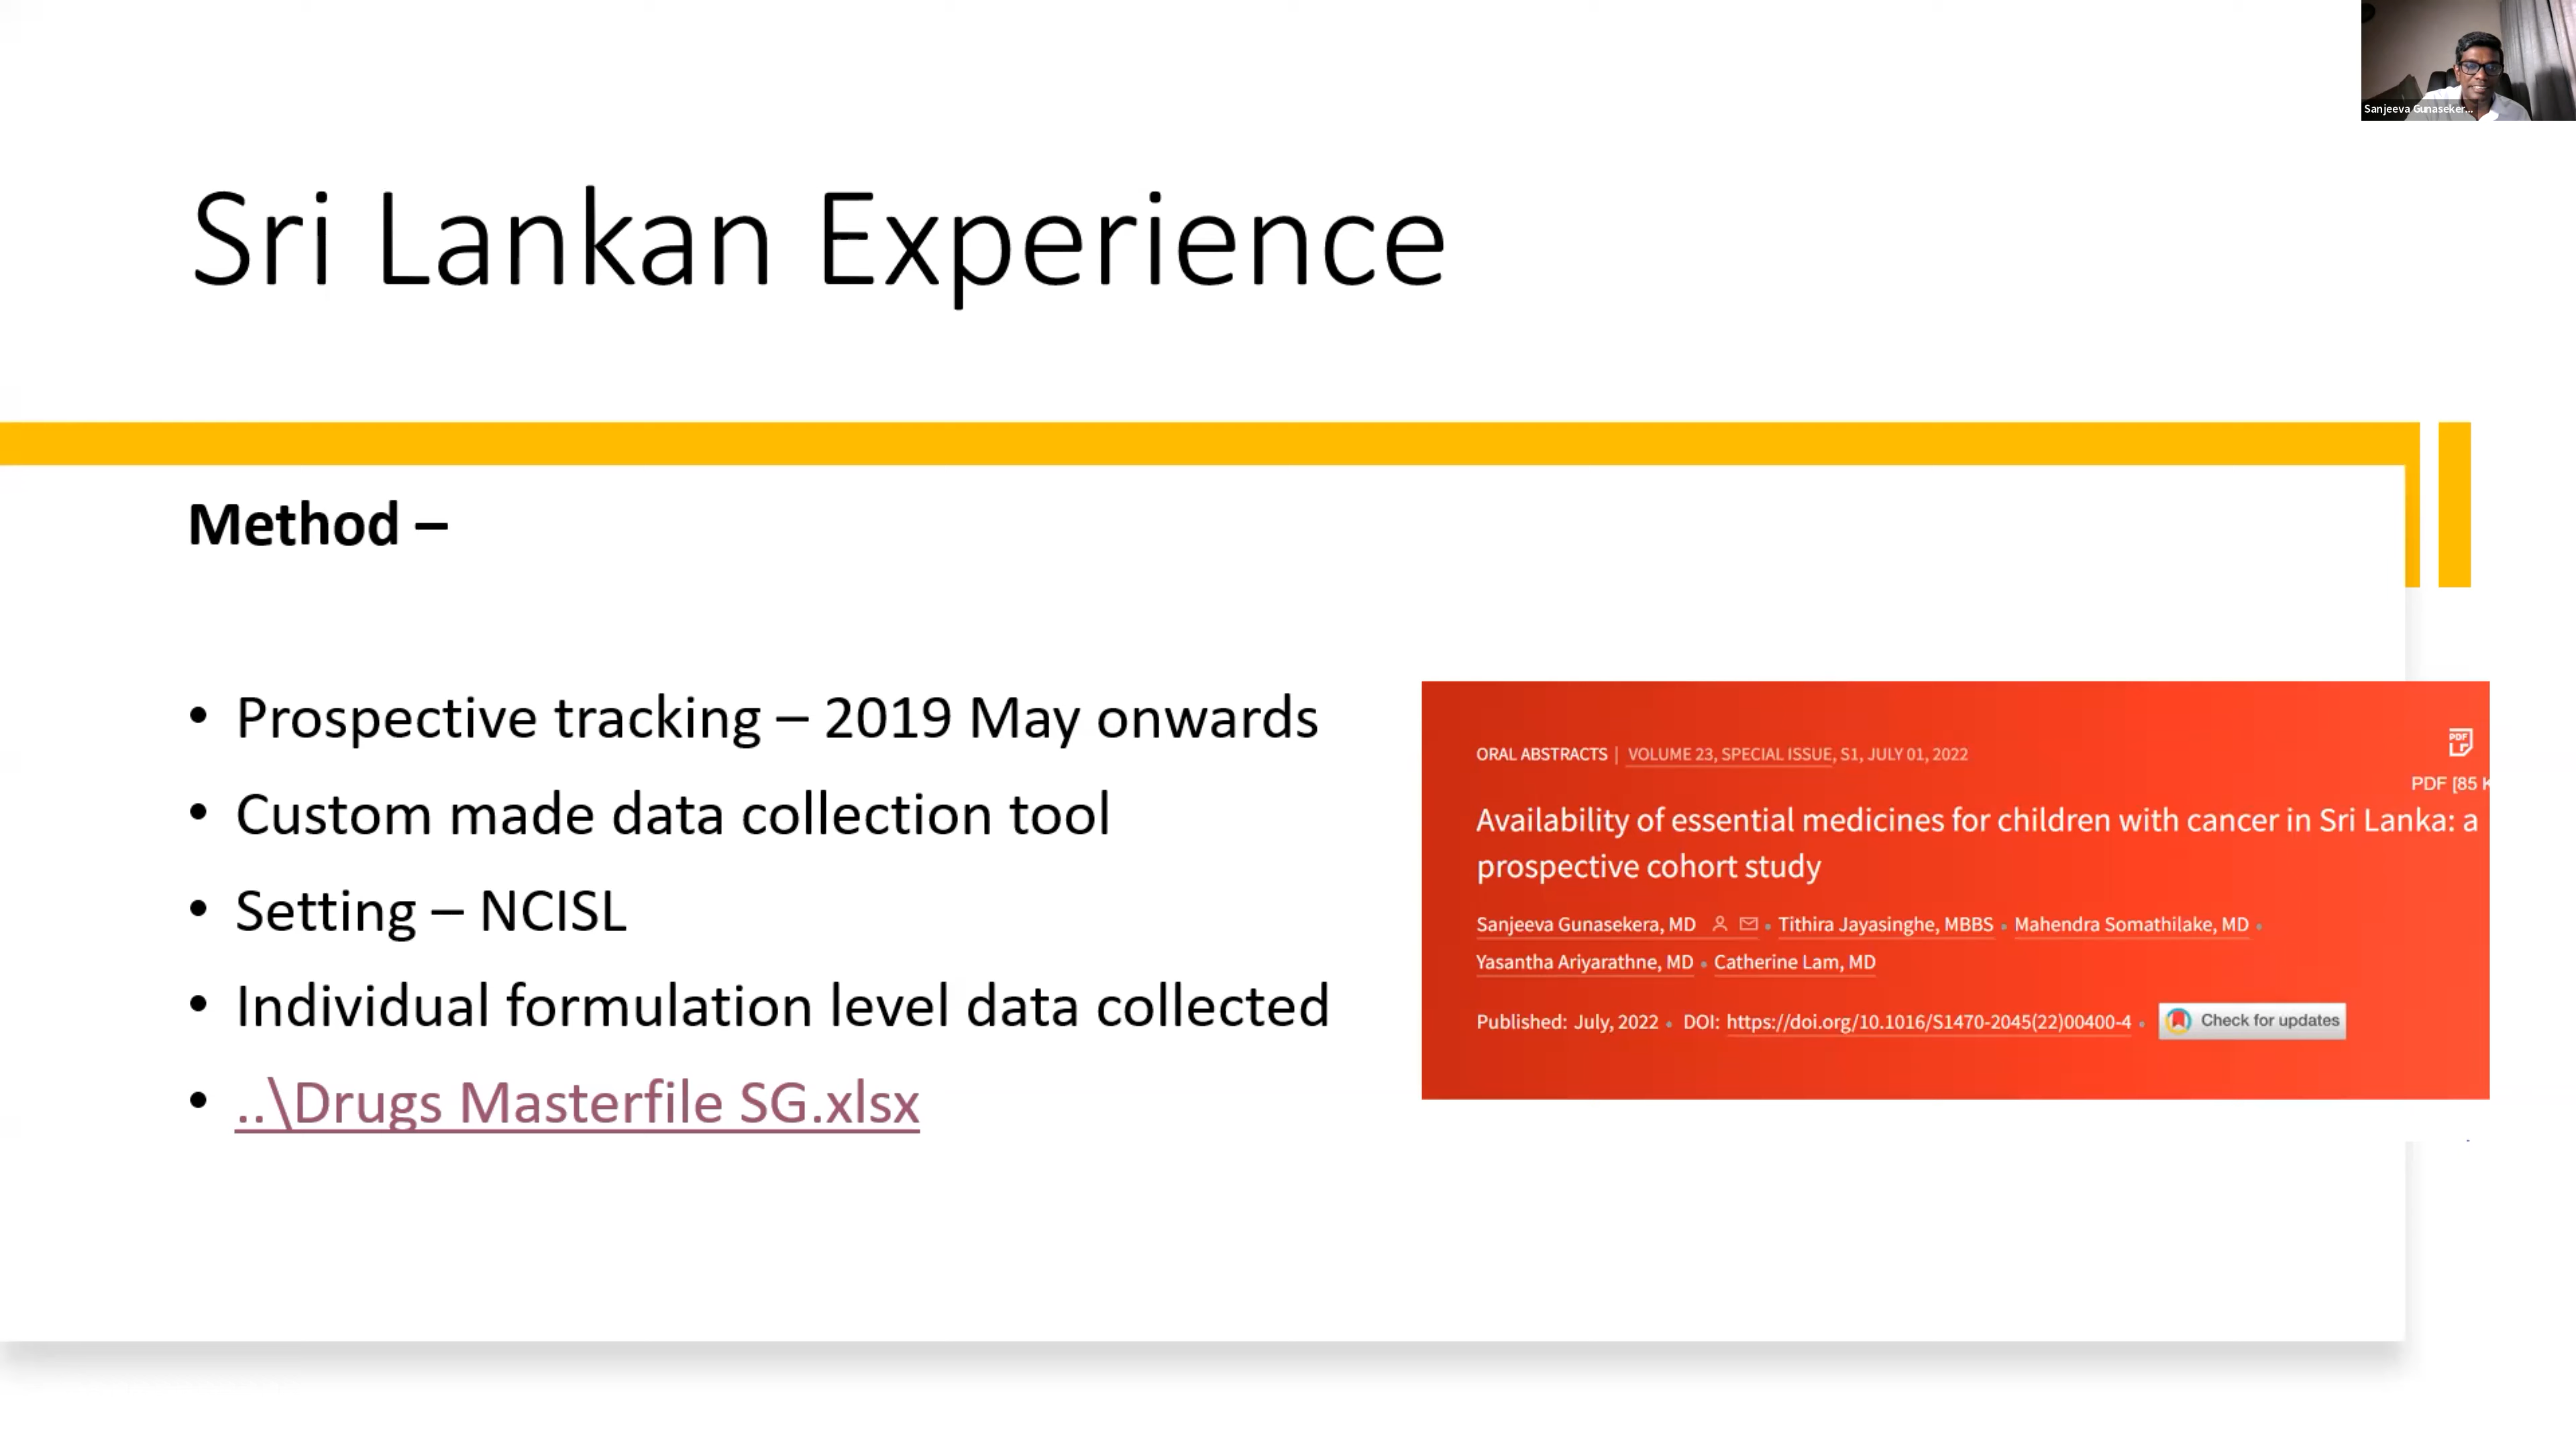 Sanjeeva Gunaseker...
Sri Lankan Experience
Method –
• Prospective tracking – 2019 May onwards
• Custom made data collection tool
• Setting – NCISL
• Individual formulation level data collected
• ..\Drugs Masterfile SG.xlsx
ORAL ABSTRACTS | VOLUME 23, SPECIAL ISSUE, S1, JULY 01, 2022
PDF
PDF [85 K
Availability of essential medicines for children with cancer in Sri Lanka: a
prospective cohort study
Sanjeeva Gunasekera, MD • Tithira Jayasinghe, MBBS • Mahendra Somathilake, MD •
Yasantha Ariyarathne, MD • Catherine Lam, MD
Published: July, 2022 • DOI: https://doi.org/10.1016/S1470-2045(22)00400-4 • Check for updates